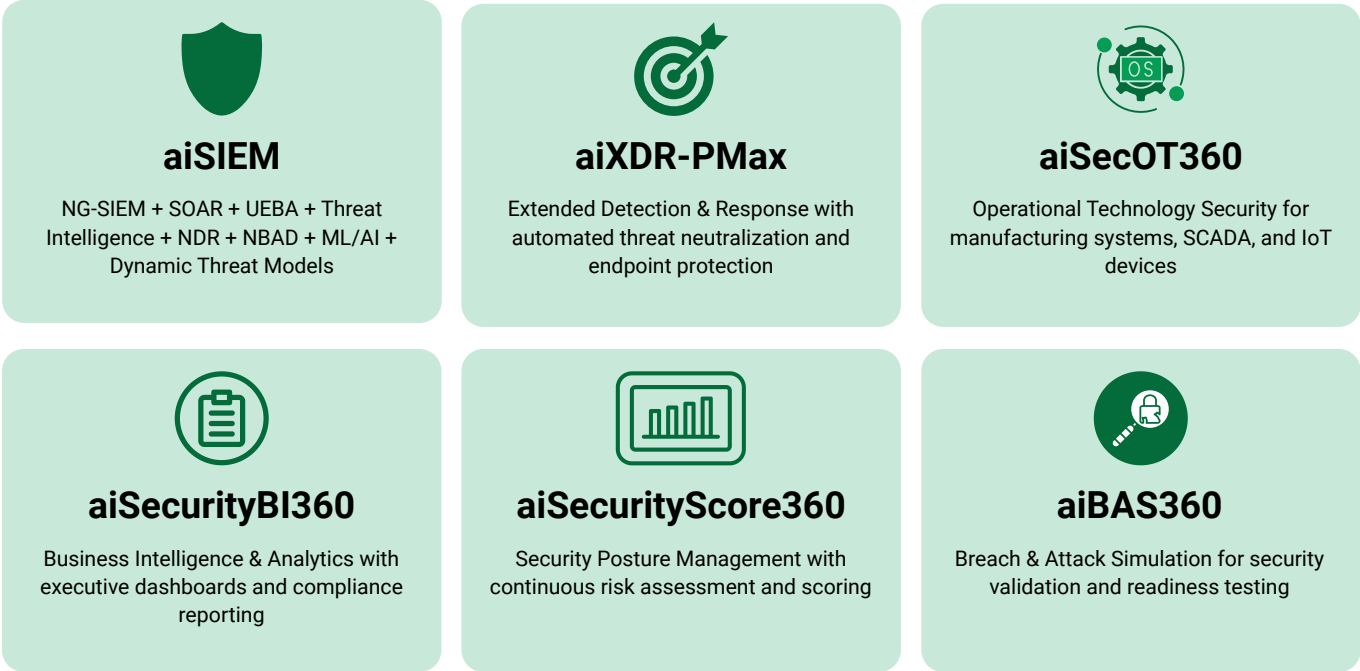 aiSIEM
NG-SIEM + SOAR + UEBA + Threat
Intelligence + NDR + NBAD + ML/AI +
Dynamic Threat Models
aiXDR-PMax
Extended Detection & Response with
automated threat neutralization and
endpoint protection
OS
aiSecOT360
Operational Technology Security for
manufacturing systems, SCADA, and IoT
devices
aiSecurityBI360
Business Intelligence & Analytics with
executive dashboards and compliance
reporting
aiSecurityScore360
Security Posture Management with
continuous risk assessment and scoring
aiBAS360
Breach & Attack Simulation for security
validation and readiness testing